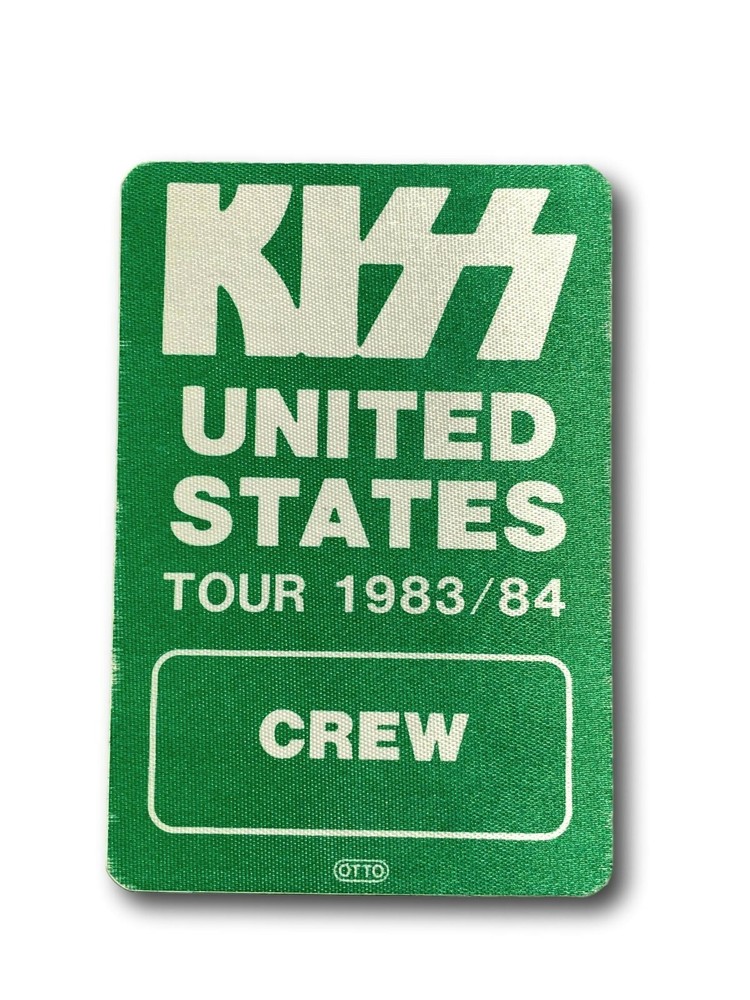 KISS
UNITED
STATES
TOUR 1983/84
CREW
OTTO